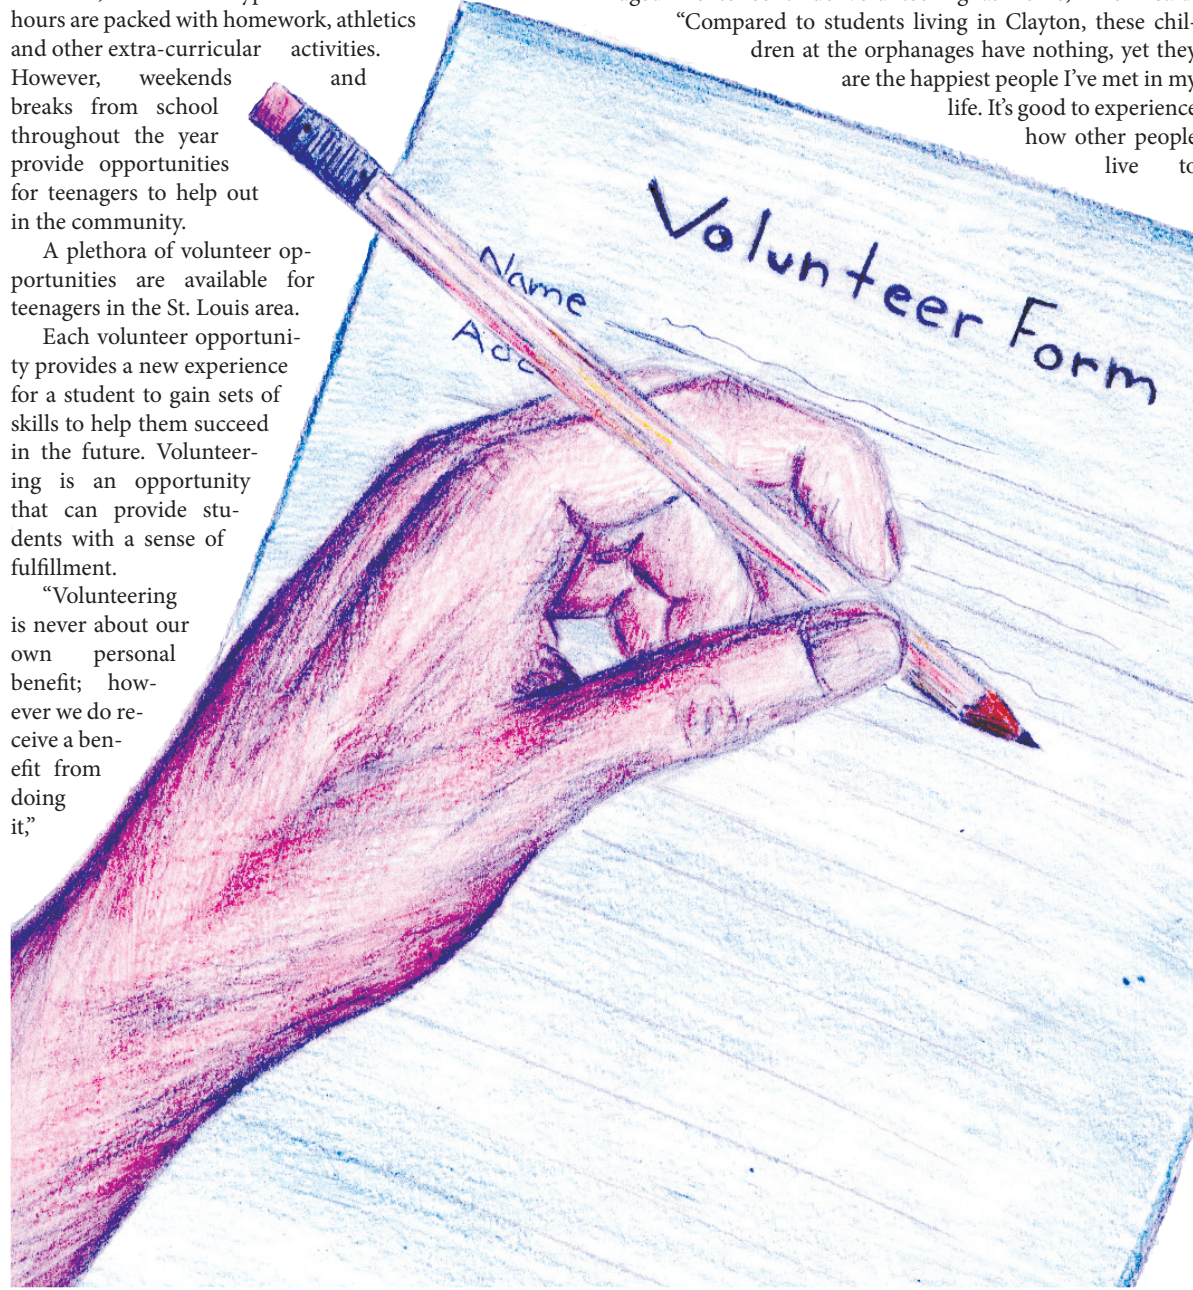 hours are packed with homework, athletics
and other extra-curricular activities.
However, weekends and
breaks from school
throughout the year
provide opportunities
for teenagers to help out
in the community.
A plethora of volunteer op-
portunities are available for
teenagers in the St. Louis area.
Each volunteer opportuni-
ty provides a new experience
for a student to gain sets of
skills to help them succeed
in the future. Volunteer-
ing is an opportunity
that can provide stu-
dents with a sense of
fulfillment.
“Volunteering
is never about our
own personal
benefit; how-
ever we do re-
ceive a ben-
efit from
doing
it,”
“Compared to students living in Clayton, these chil-
dren at the orphanages have nothing, yet they
are the happiest people I’ve met in my
life. It’s good to experience
how other people
live to
Volunteer Form
Name